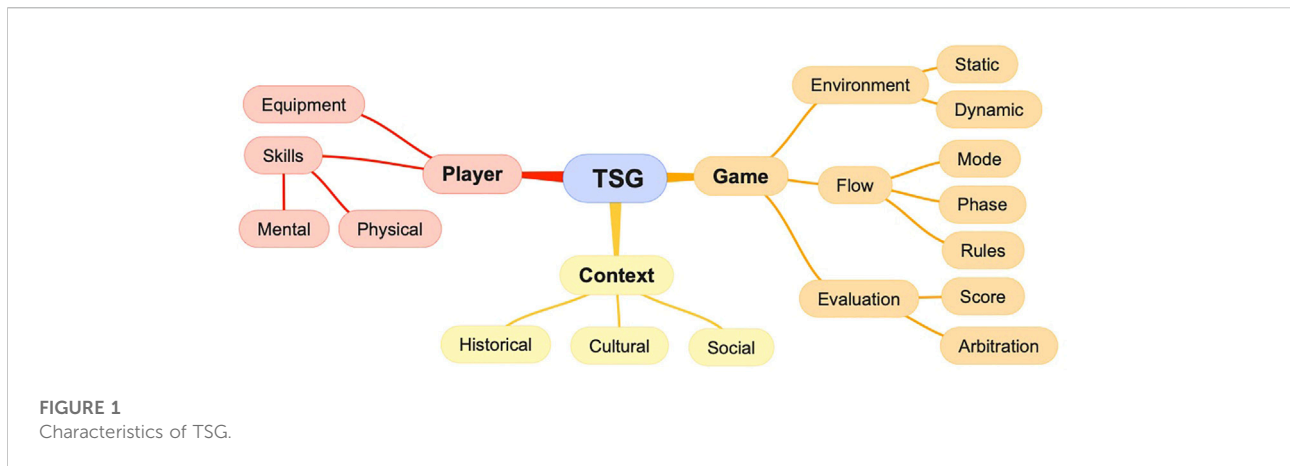 TSG
Player
Equipment
Skills
Mental
Physical
Context
Historical
Cultural
Social
Game
Environment
Static
Dynamic
Flow
Mode
Phase
Rules
Evaluation
Score
Arbitration
FIGURE 1
Characteristics of TSG.